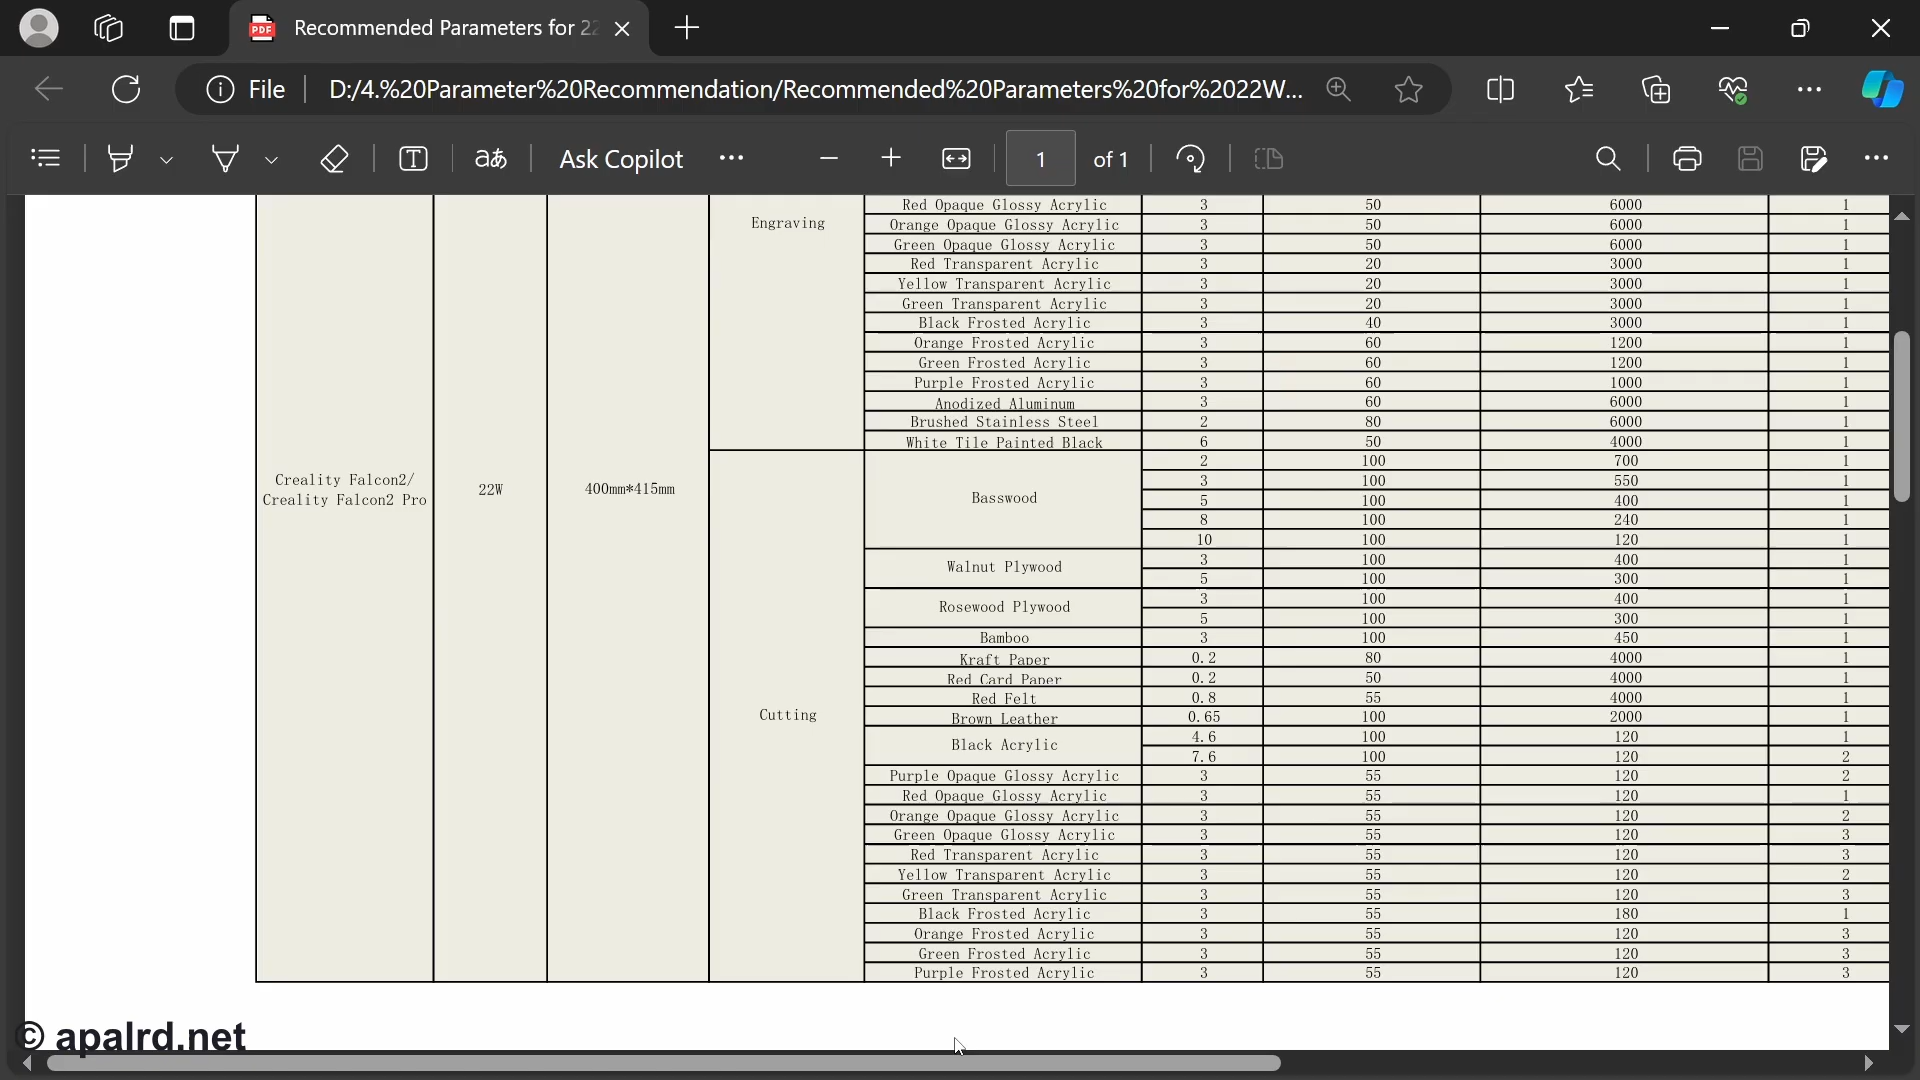 Recommended Parameters for 22
File
D:/4.%20Parameter%20Recommendation/Recommended%20Parameters%20for%2022W...
aあ
Ask Copilot
1 of 1
Engraving
Red Opaque Glossy Acrylic 3 50 6000 1
Orange Opaque Glossy Acrylic 3 50 6000 1
Green Opaque Glossy Acrylic 3 50 6000 1
Red Transparent Acrylic 3 20 3000 1
Yellow Transparent Acrylic 3 20 3000 1
Green Transparent Acrylic 3 20 3000 1
Black Frosted Acrylic 3 40 3000 1
Orange Frosted Acrylic 3 60 1200 1
Green Frosted Acrylic 3 60 1200 1
Purple Frosted Acrylic 3 60 1000 1
Anodized Aluminum 3 60 6000 1
Brushed Stainless Steel 2 80 6000 1
White Tile Painted Black 6 50 4000 1
Creality Falcon2/
Creality Falcon2 Pro
22W
400mm*415mm
Cutting
Basswood
2 100 700 1
3 100 550 1
5 100 400 1
8 100 240 1
10 100 120 1
Walnut Plywood
3 100 400 1
5 100 300 1
Rosewood Plywood
3 100 400 1
5 100 300 1
Bamboo 3 100 450 1
Kraft Paper 0.2 80 4000 1
Red Card Paper 0.2 50 4000 1
Red Felt 0.8 55 4000 1
Brown Leather 0.65 100 2000 1
Black Acrylic
4.6 100 120 1
7.6 100 120 2
Purple Opaque Glossy Acrylic 3 55 120 2
Red Opaque Glossy Acrylic 3 55 120 1
Orange Opaque Glossy Acrylic 3 55 120 2
Green Opaque Glossy Acrylic 3 55 120 3
Red Transparent Acrylic 3 55 120 3
Yellow Transparent Acrylic 3 55 120 2
Green Transparent Acrylic 3 55 120 3
Black Frosted Acrylic 3 55 180 1
Orange Frosted Acrylic 3 55 120 3
Green Frosted Acrylic 3 55 120 3
Purple Frosted Acrylic 3 55 120 3
© apalrd.net